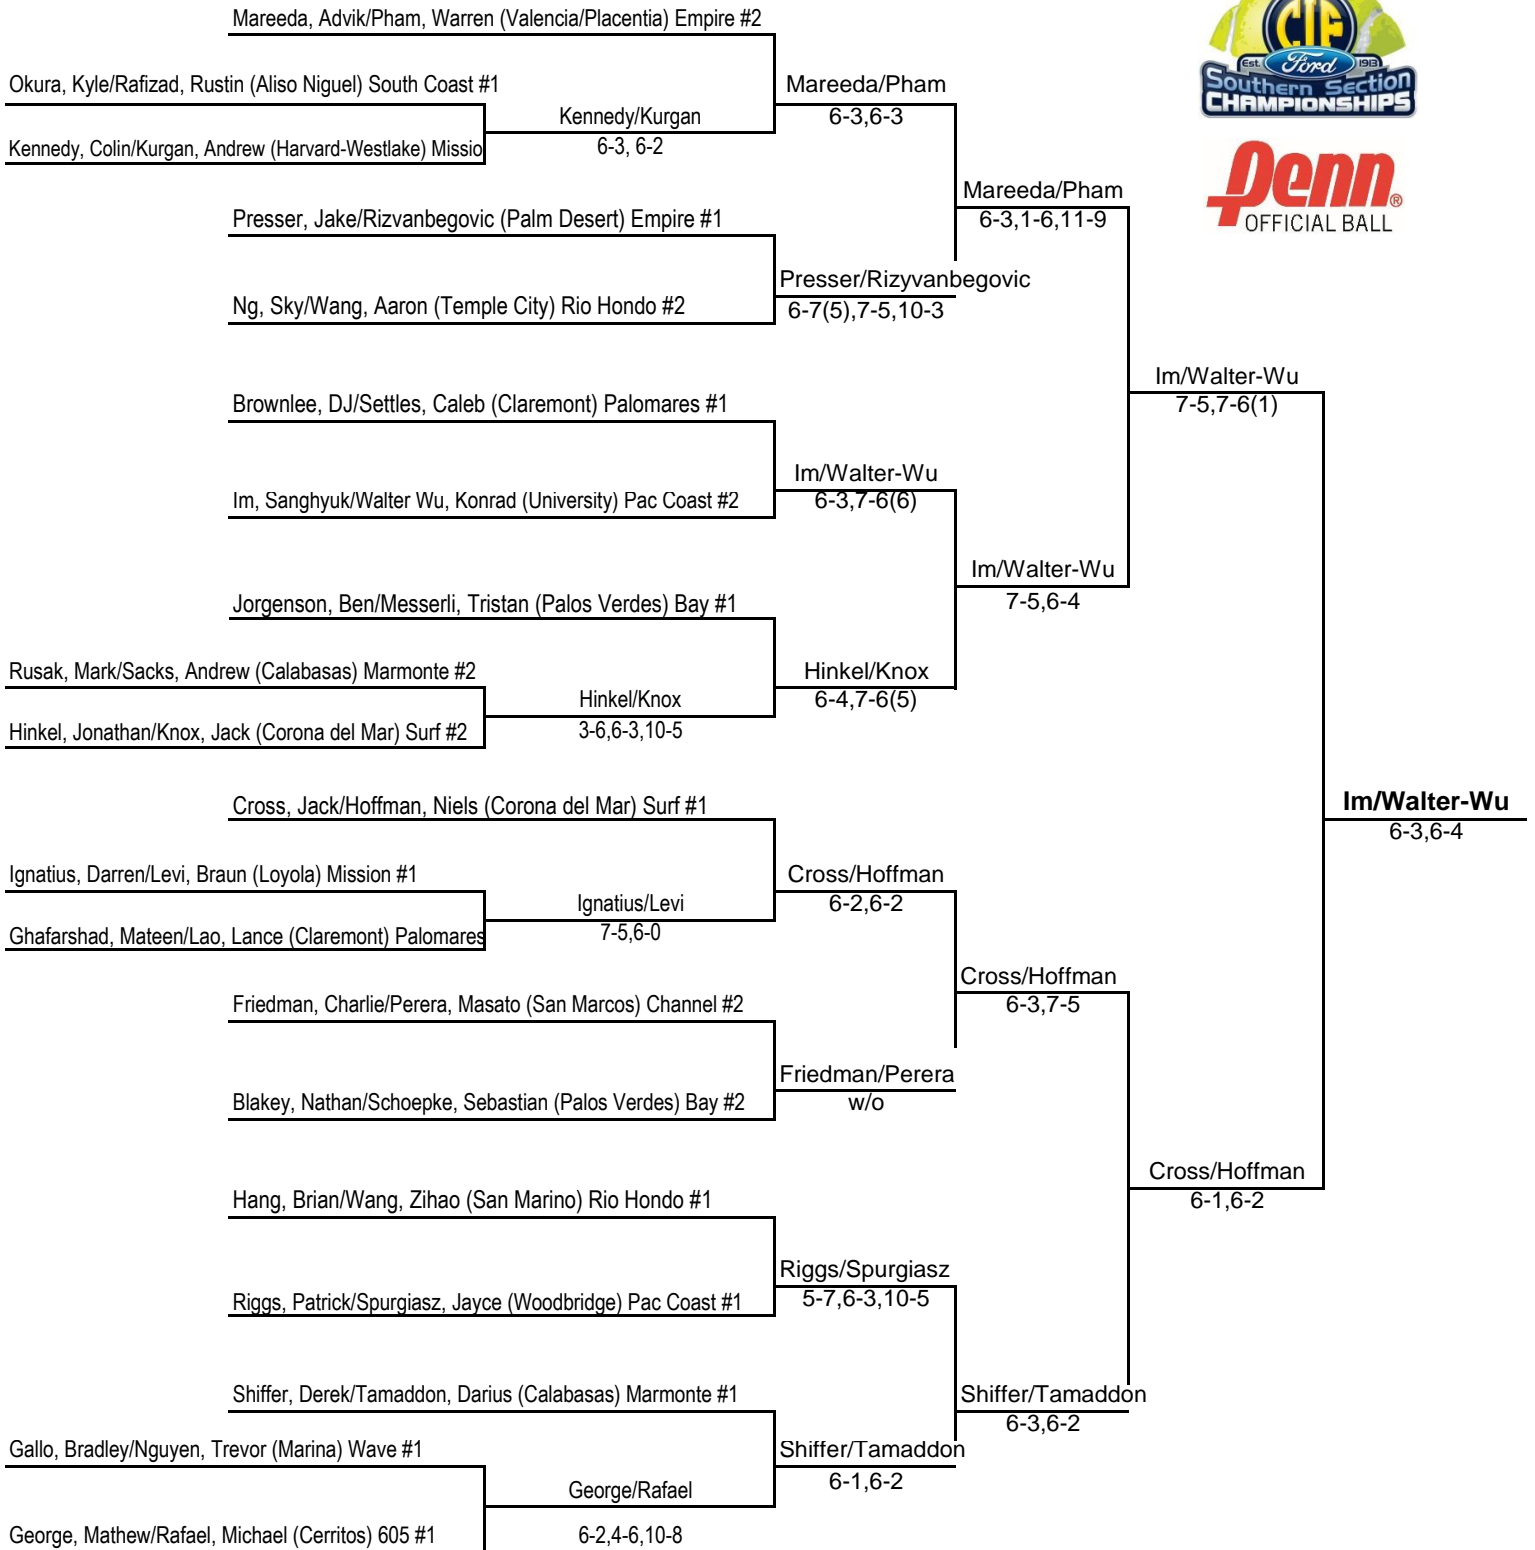 Mareeda, Advik/Pham, Warren (Valencia/Placentia) Empire #2
Okura, Kyle/Rafizad, Rustin (Aliso Niguel) South Coast #1
Kennedy/Kurgan
6-3, 6-2
Kennedy, Colin/Kurgan, Andrew (Harvard-Westlake) Missio
Mareeda/Pham
6-3,6-3
Presser, Jake/Rizvanbegovic (Palm Desert) Empire #1
Mareeda/Pham
6-3,1-6,11-9
Presser/Rizyvanbegovic
6-7(5),7-5,10-3
Ng, Sky/Wang, Aaron (Temple City) Rio Hondo #2
Brownlee, DJ/Settles, Caleb (Claremont) Palomares #1
Im/Walter-Wu
7-5,7-6(1)
Im/Walter-Wu
6-3,7-6(6)
Im, Sanghyuk/Walter Wu, Konrad (University) Pac Coast #2
Im/Walter-Wu
7-5,6-4
Jorgenson, Ben/Messerli, Tristan (Palos Verdes) Bay #1
Rusak, Mark/Sacks, Andrew (Calabasas) Marmonte #2
Hinkel/Knox
6-4,7-6(5)
Hinkel/Knox
3-6,6-3,10-5
Hinkel, Jonathan/Knox, Jack (Corona del Mar) Surf #2
Cross, Jack/Hoffman, Niels (Corona del Mar) Surf #1
Im/Walter-Wu
6-3,6-4
Ignatius, Darren/Levi, Braun (Loyola) Mission #1
Cross/Hoffman
6-2,6-2
Ignatius/Levi
7-5,6-0
Ghafarshad, Mateen/Lao, Lance (Claremont) Palomares
Cross/Hoffman
6-3,7-5
Friedman, Charlie/Perera, Masato (San Marcos) Channel #2
Friedman/Perera
w/o
Blakey, Nathan/Schoepke, Sebastian (Palos Verdes) Bay #2
Cross/Hoffman
6-1,6-2
Hang, Brian/Wang, Zihao (San Marino) Rio Hondo #1
Riggs/Spurgiasz
5-7,6-3,10-5
Riggs, Patrick/Spurgiasz, Jayce (Woodbridge) Pac Coast #1
Shiffer, Derek/Tamaddon, Darius (Calabasas) Marmonte #1
Shiffer/Tamaddon
6-3,6-2
Gallo, Bradley/Nguyen, Trevor (Marina) Wave #1
Shiffer/Tamaddon
6-1,6-2
George/Rafael
6-2,4-6,10-8
George, Mathew/Rafael, Michael (Cerritos) 605 #1
CIF
Est. Ford 1913
Southern Section
CHAMPIONSHIPS
Penn®
OFFICIAL BALL